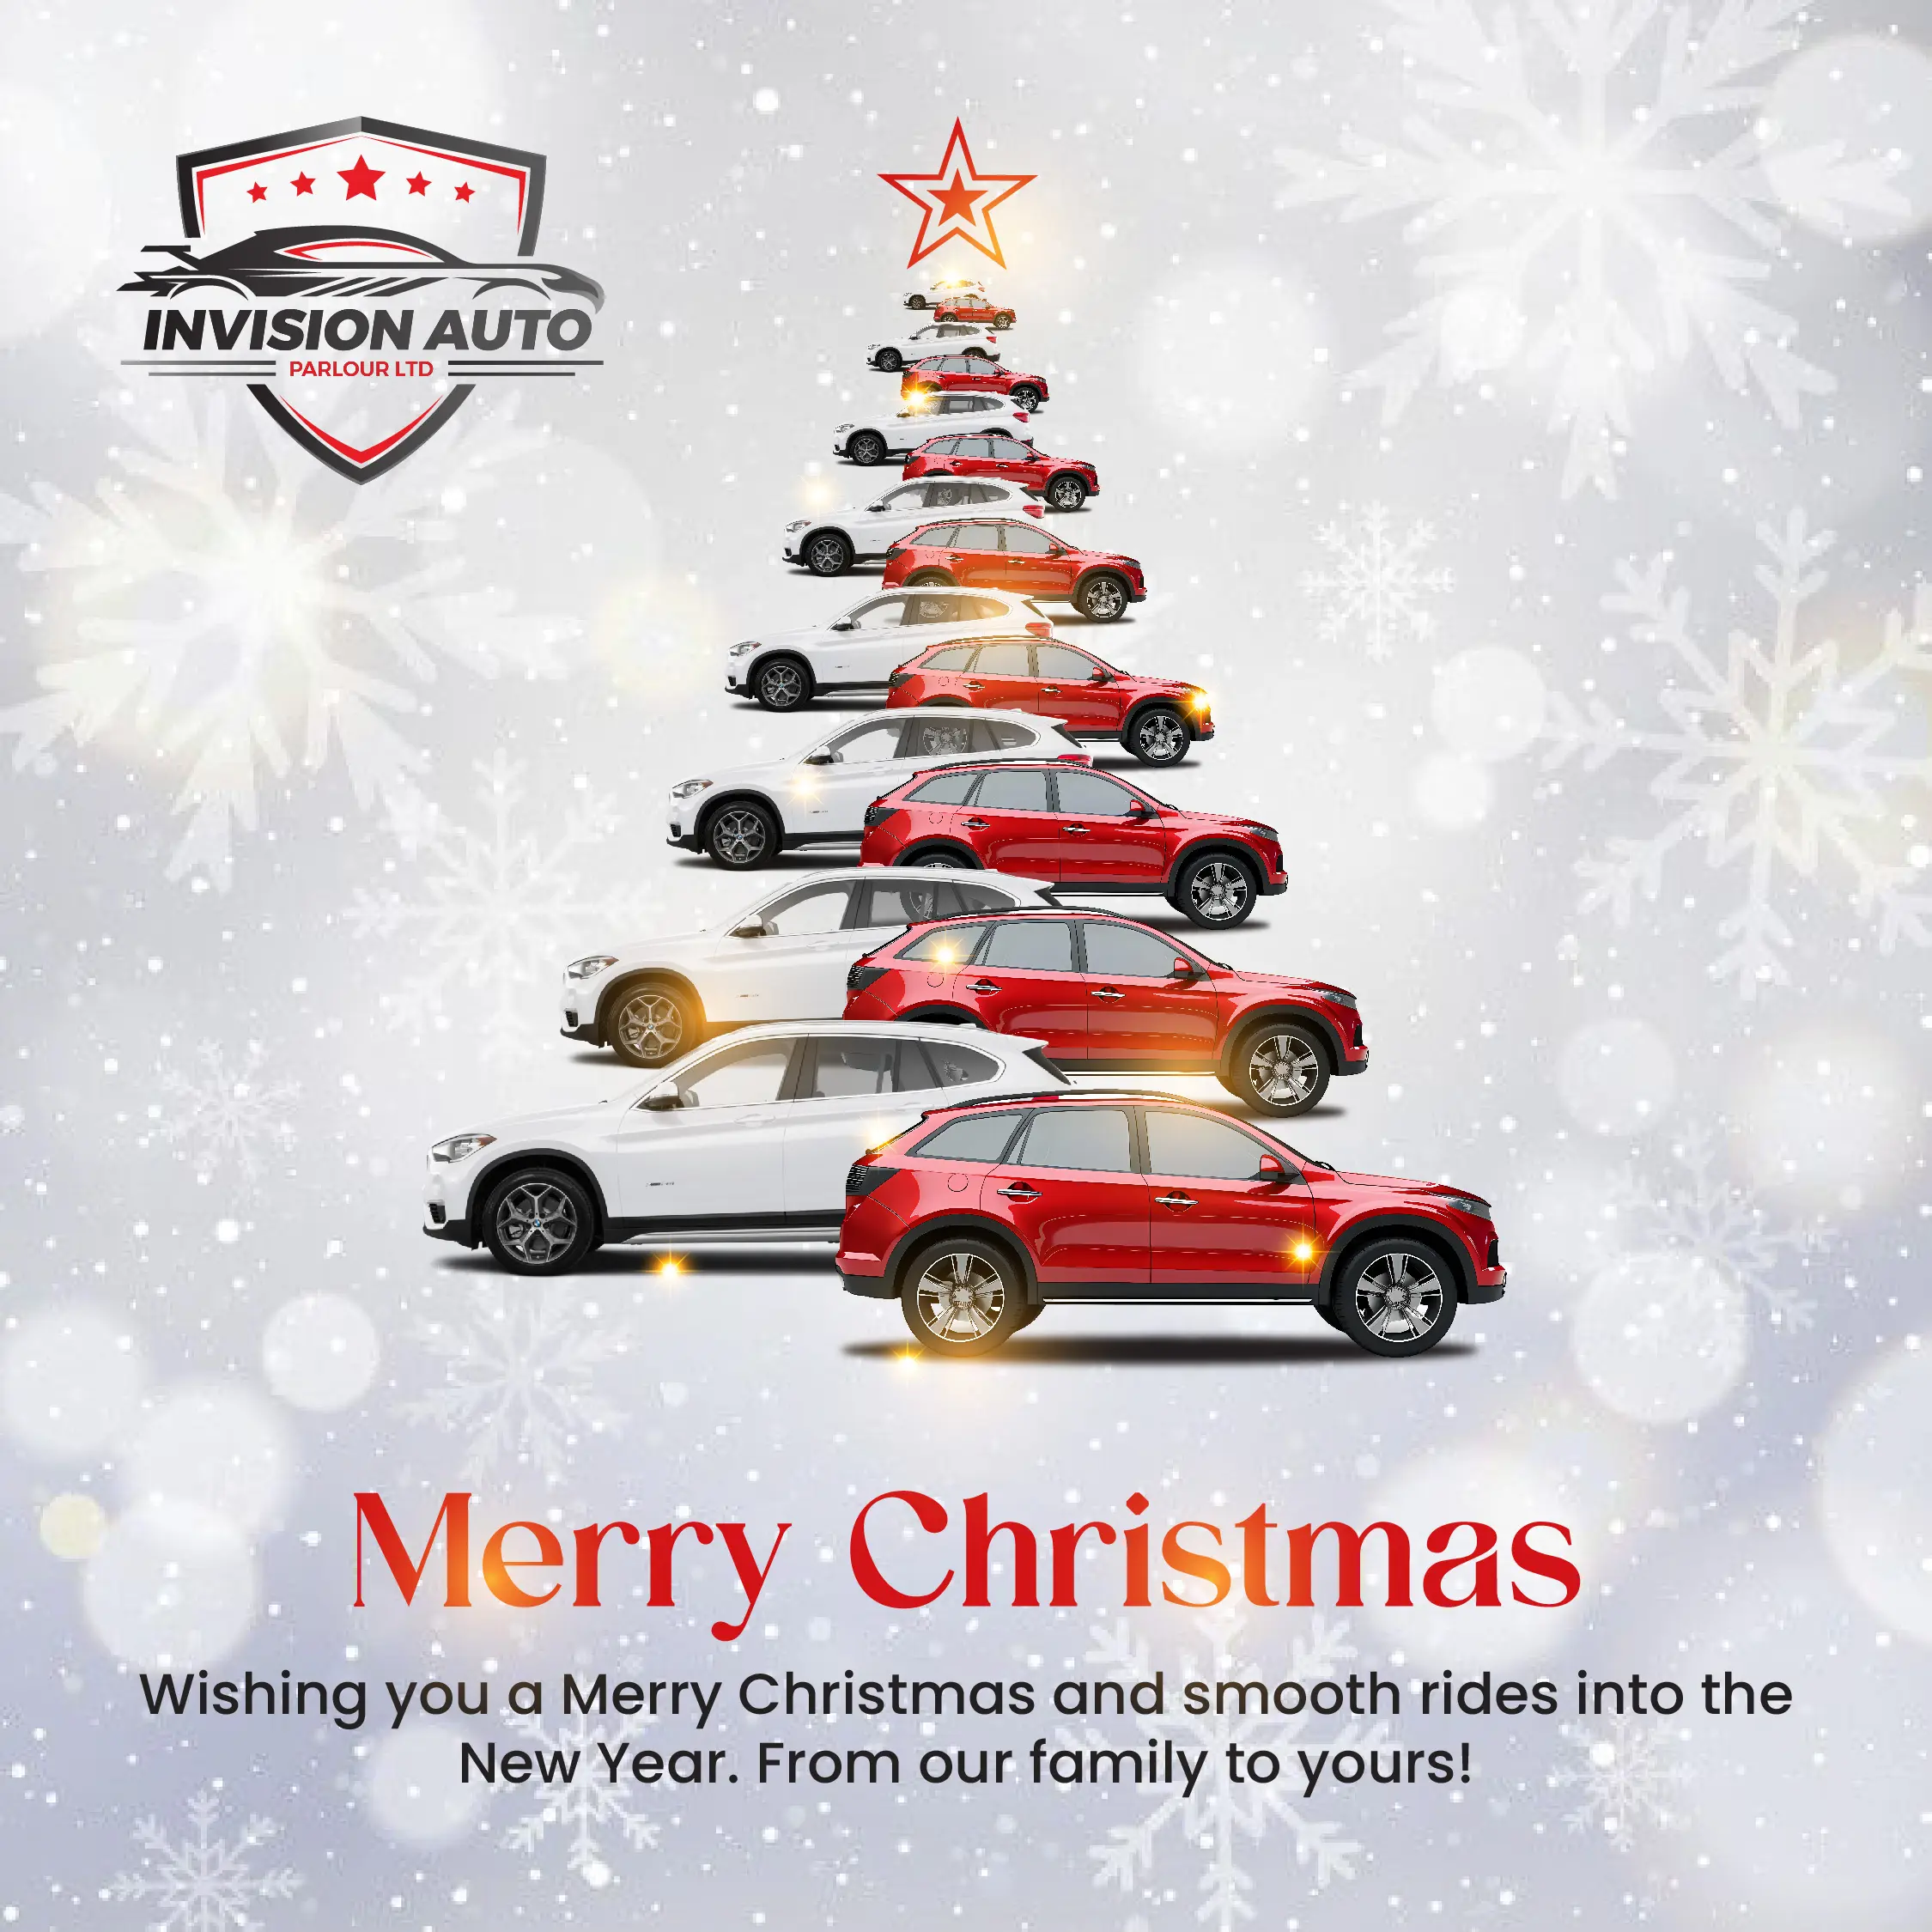 INVISION AUTO
PARLOUR LTD
Merry Christmas
Wishing you a Merry Christmas and smooth rides into the
New Year. From our family to yours!